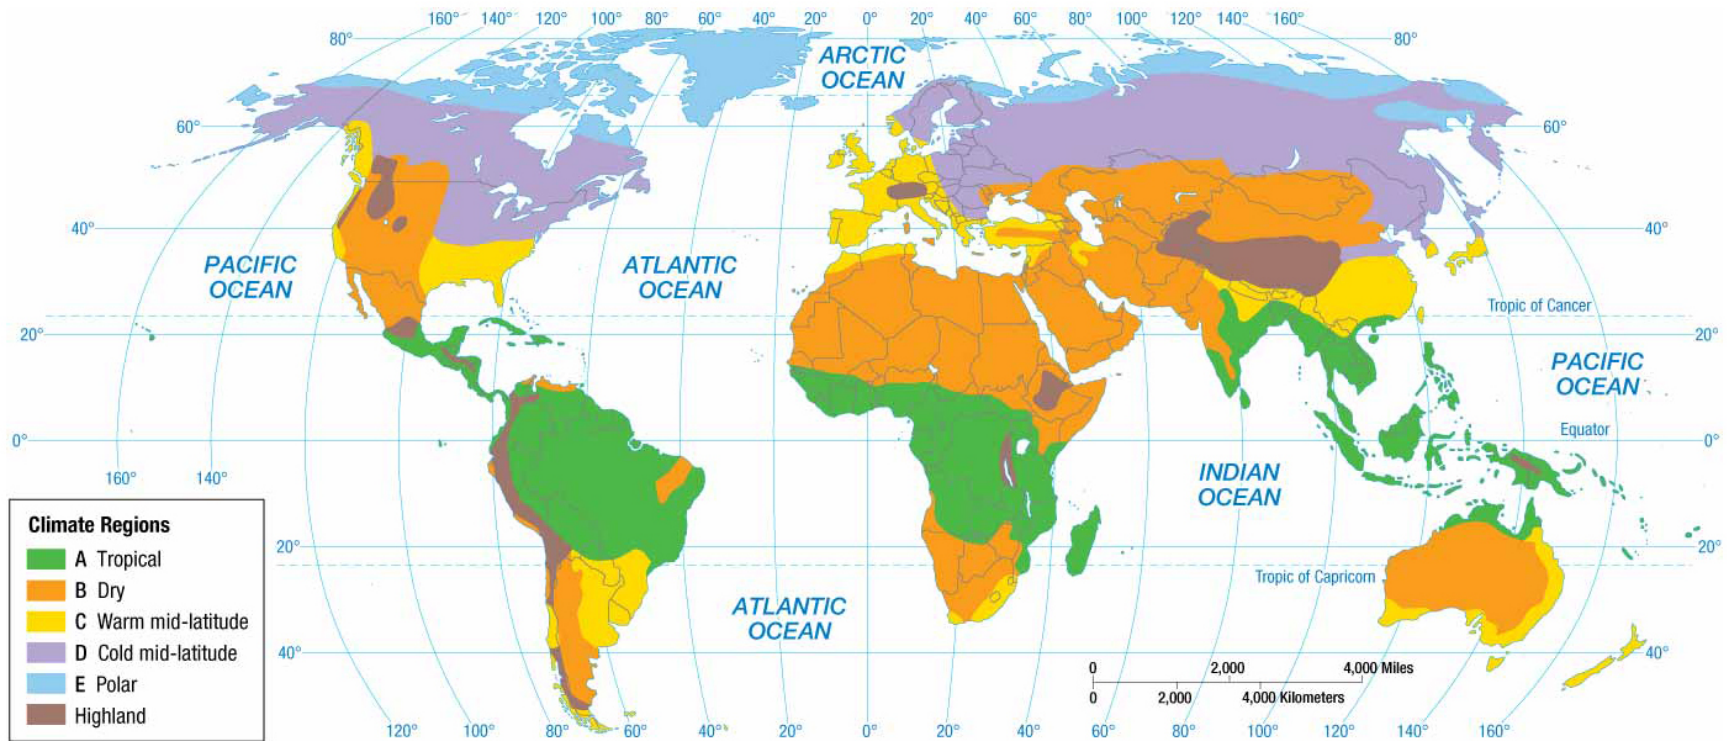 160° 140° 120° 100° 80° 60° 40° 20° 0° 20° 40° 60° 80° 100° 120° 140° 160°
80° 80°
ARCTIC
OCEAN
60° 60°
40° 40°
PACIFIC
OCEAN
ATLANTIC
OCEAN
Tropic of Cancer
20° 20°
PACIFIC
OCEAN
Equator
0° 0°
160° 140°
INDIAN
OCEAN
Climate Regions
A Tropical
B Dry
C Warm mid-latitude
D Cold mid-latitude
E Polar
Highland
20° 20°
Tropic of Capricorn
ATLANTIC
OCEAN
40° 40°
0 2,000 4,000 Miles
0 2,000 4,000 Kilometers
120° 80° 60° 40° 20° 0° 20° 40° 60° 80° 100° 120° 140° 160°